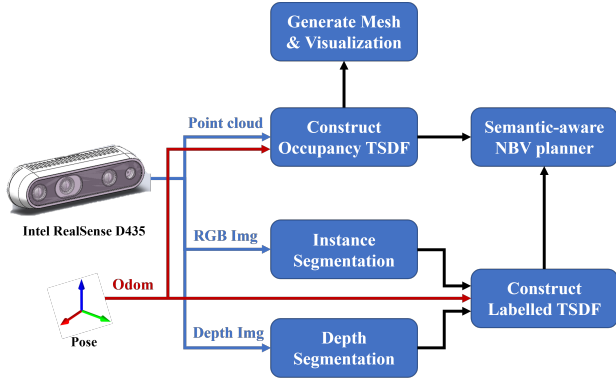 Generate Mesh
& Visualization
Point cloud
Construct
Occupancy TSDF
Semantic-aware
NBV planner
Intel RealSense D435
RGB Img
Instance
Segmentation
Odom
Construct
Labelled TSDF
Pose
Depth Img
Depth
Segmentation